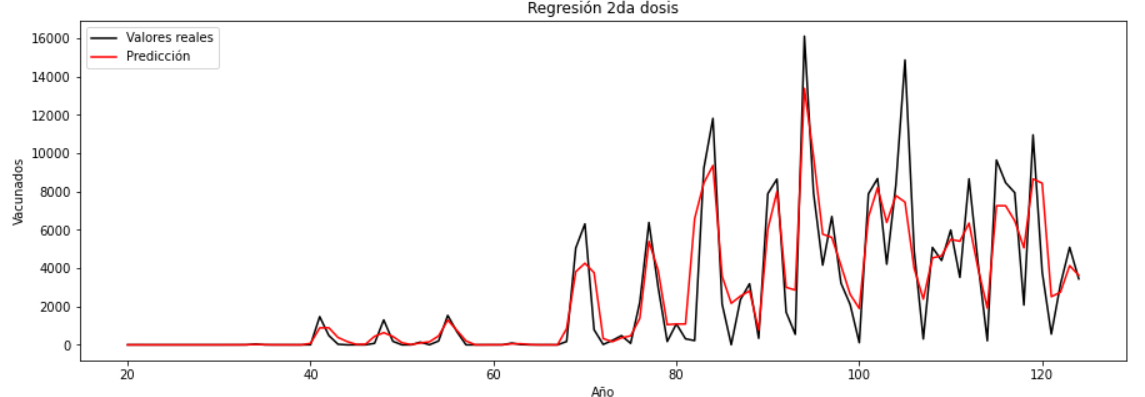 Regresión 2da dosis
Valores reales
Predicción
Vacunados
16000
14000
12000
10000
8000
6000
4000
2000
0
20 40 60 80 100 120
Año